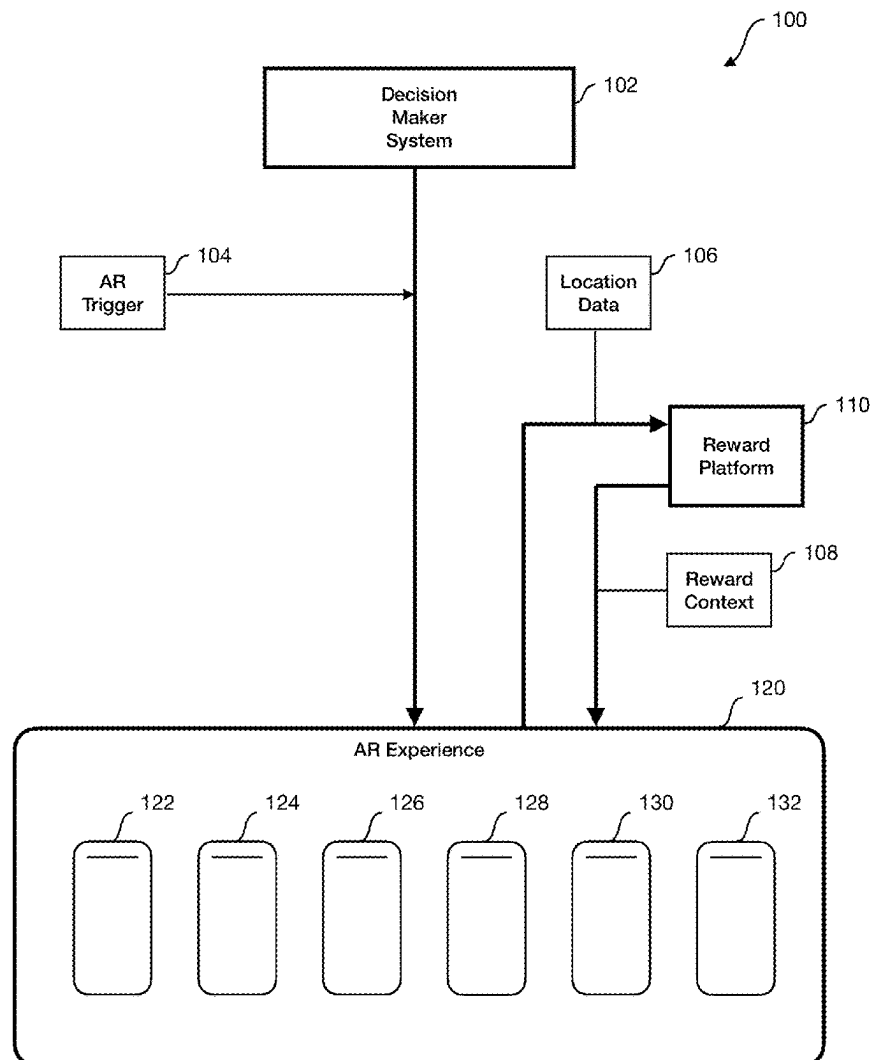 100
Decision
Maker
System
102
AR
Trigger
104
Location
Data
106
Reward
Platform
110
Reward
Context
108
120
AR Experience
122
124
126
128
130
132